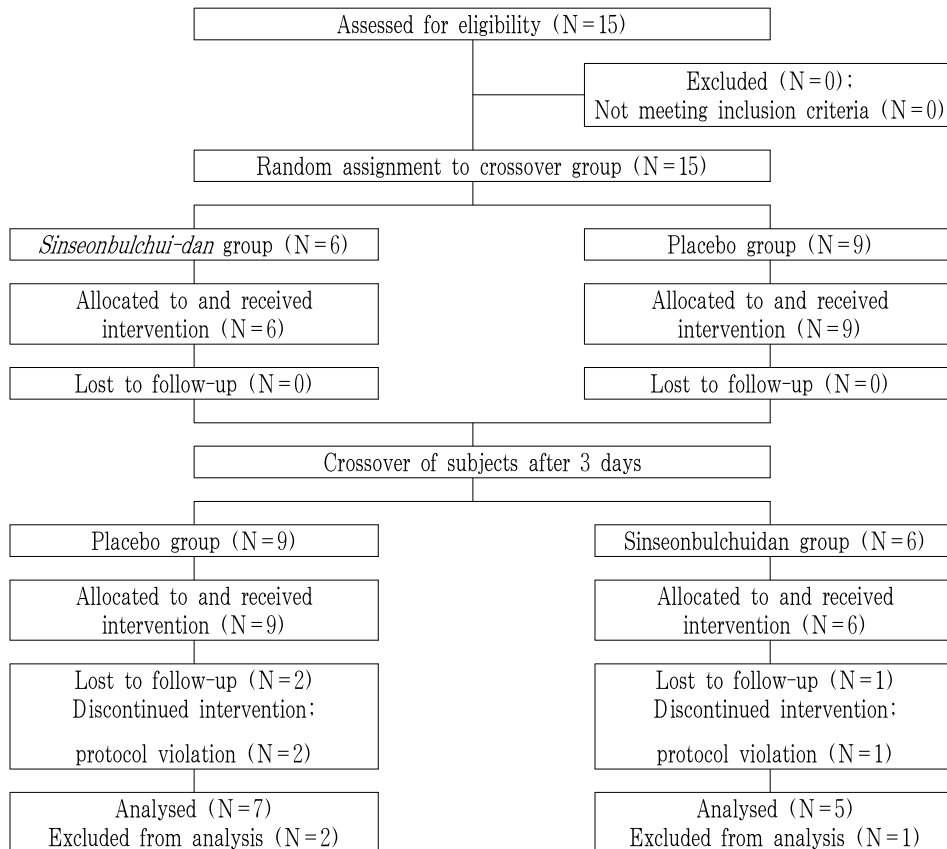 Assessed for eligibility (N=15)
Excluded (N=0);
Not meeting inclusion criteria (N=0)
Random assignment to crossover group (N=15)
Sinseonbulchui-dan group (N=6)
Placebo group (N=9)
Allocated to and received
intervention (N=6)
Allocated to and received
intervention (N=9)
Lost to follow-up (N=0)
Lost to follow-up (N=0)
Crossover of subjects after 3 days
Placebo group (N=9)
Sinseonbulchuidan group (N=6)
Allocated to and received
intervention (N=9)
Allocated to and received
intervention (N=6)
Lost to follow-up (N=2)
Discontinued intervention;
protocol violation (N=2)
Lost to follow-up (N=1)
Discontinued intervention;
protocol violation (N=1)
Analysed (N=7)
Excluded from analysis (N=2)
Analysed (N=5)
Excluded from analysis (N=1)